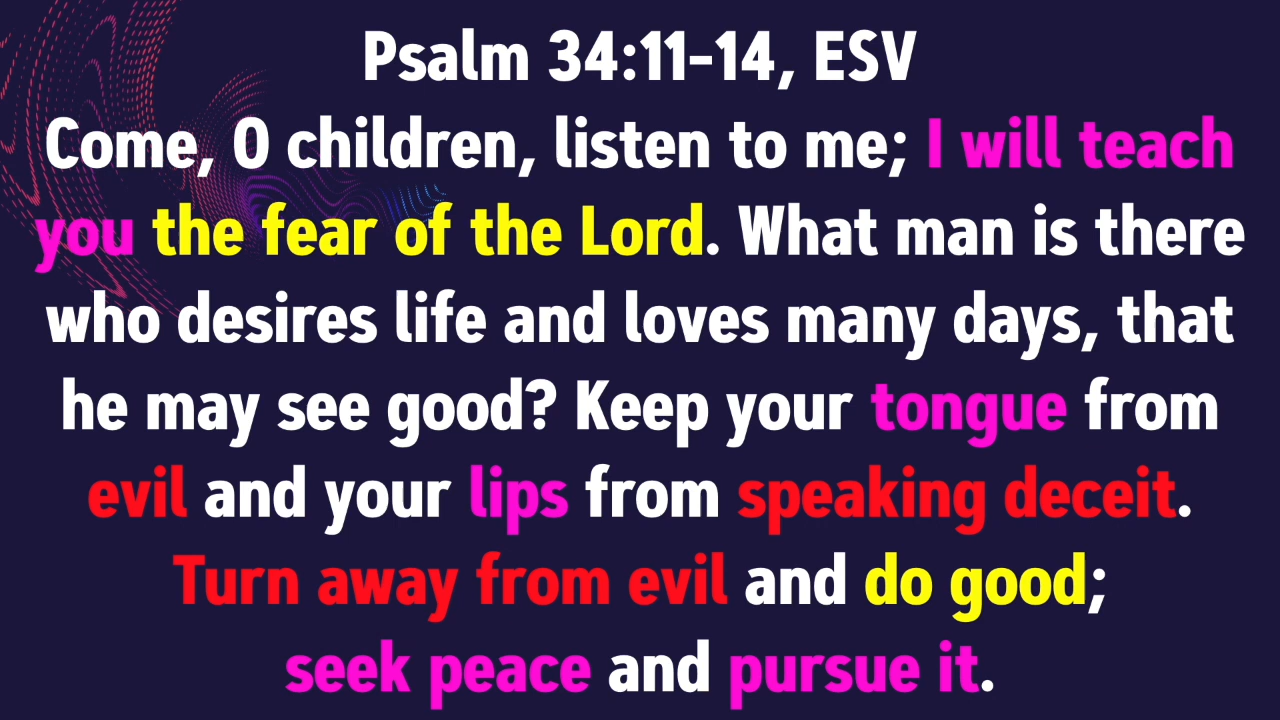 Psalm 34:11–14, ESV
Come, O children, listen to me; I will teach
you the fear of the Lord. What man is there
who desires life and loves many days, that
he may see good? Keep your tongue from
evil and your lips from speaking deceit.
Turn away from evil and do good;
seek peace and pursue it.